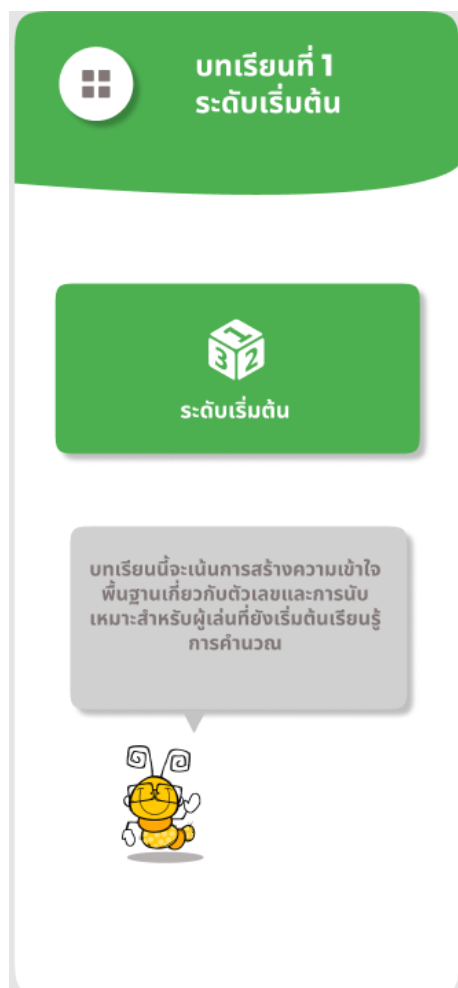 บทเรียนที่ 1
ระดับเริ่มต้น
1
3 2
ระดับเริ่มต้น
บทเรียนนี้จะเน้นการสร้างความเข้าใจ
พื้นฐานเกี่ยวกับตัวเลขและการนับ
เหมาะสำหรับผู้เล่นที่ยังเริ่มต้นเรียนรู้
การคำนวณ